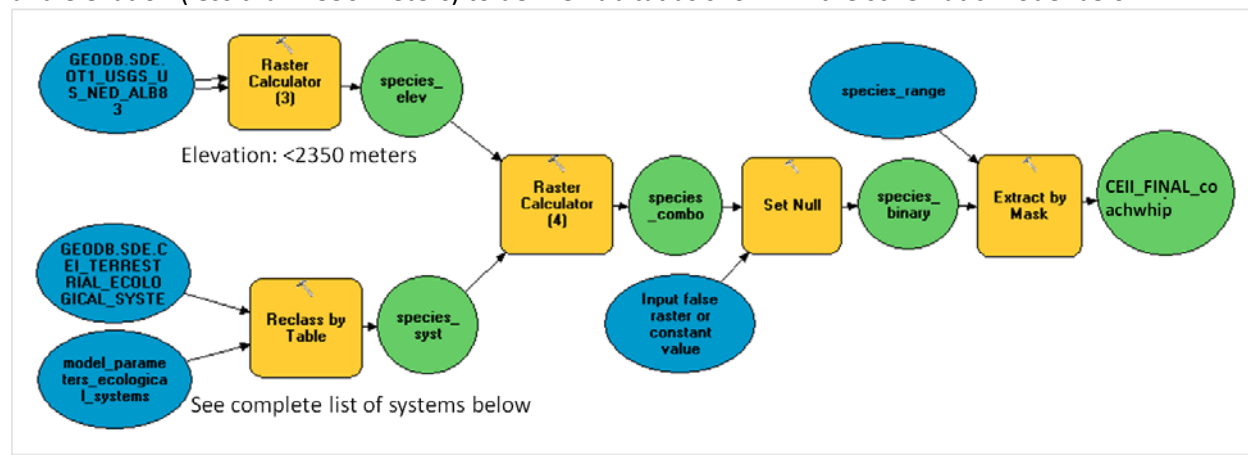 GEODB.SDE.
OT1_USGS_U
S_NED_ALB8
3
Raster
Calculator
(3)
species_
elev
Elevation: <2350 meters
species_range
Raster
Calculator
(4)
species
_combo
Set Null
species_
binary
Extract by
Mask
CEII_FINAL_co
achwhip
GEODB.SDE.C
EI_TERREST
RIAL_ECOLO
GICAL_SYSTE
model_parame
ters_ecologica
l_systems
Reclass by
Table
species_
syst
Input false
raster or
constant
value
See complete list of systems below